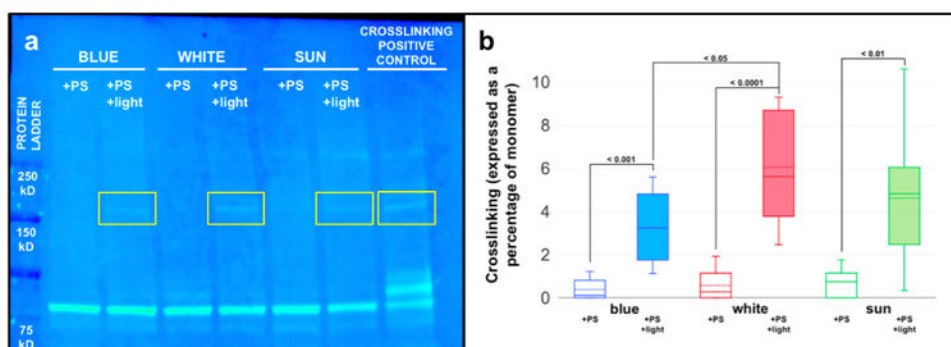 a
BLUE
WHITE
SUN
CROSSLINKING
POSITIVE
CONTROL
+PS
+PS
+light
+PS
+PS
+light
+PS
+PS
+light
PROTEIN
LADDER
250
kD
150
kD
75
kD
b
Crosslinking (expressed as a
percentage of monomer)
10
8
6
4
2
0
< 0.001
< 0.05
< 0.0001
< 0.01
+PS
blue
+PS
+light
+PS
white
+PS
+light
+PS
sun
+PS
+light